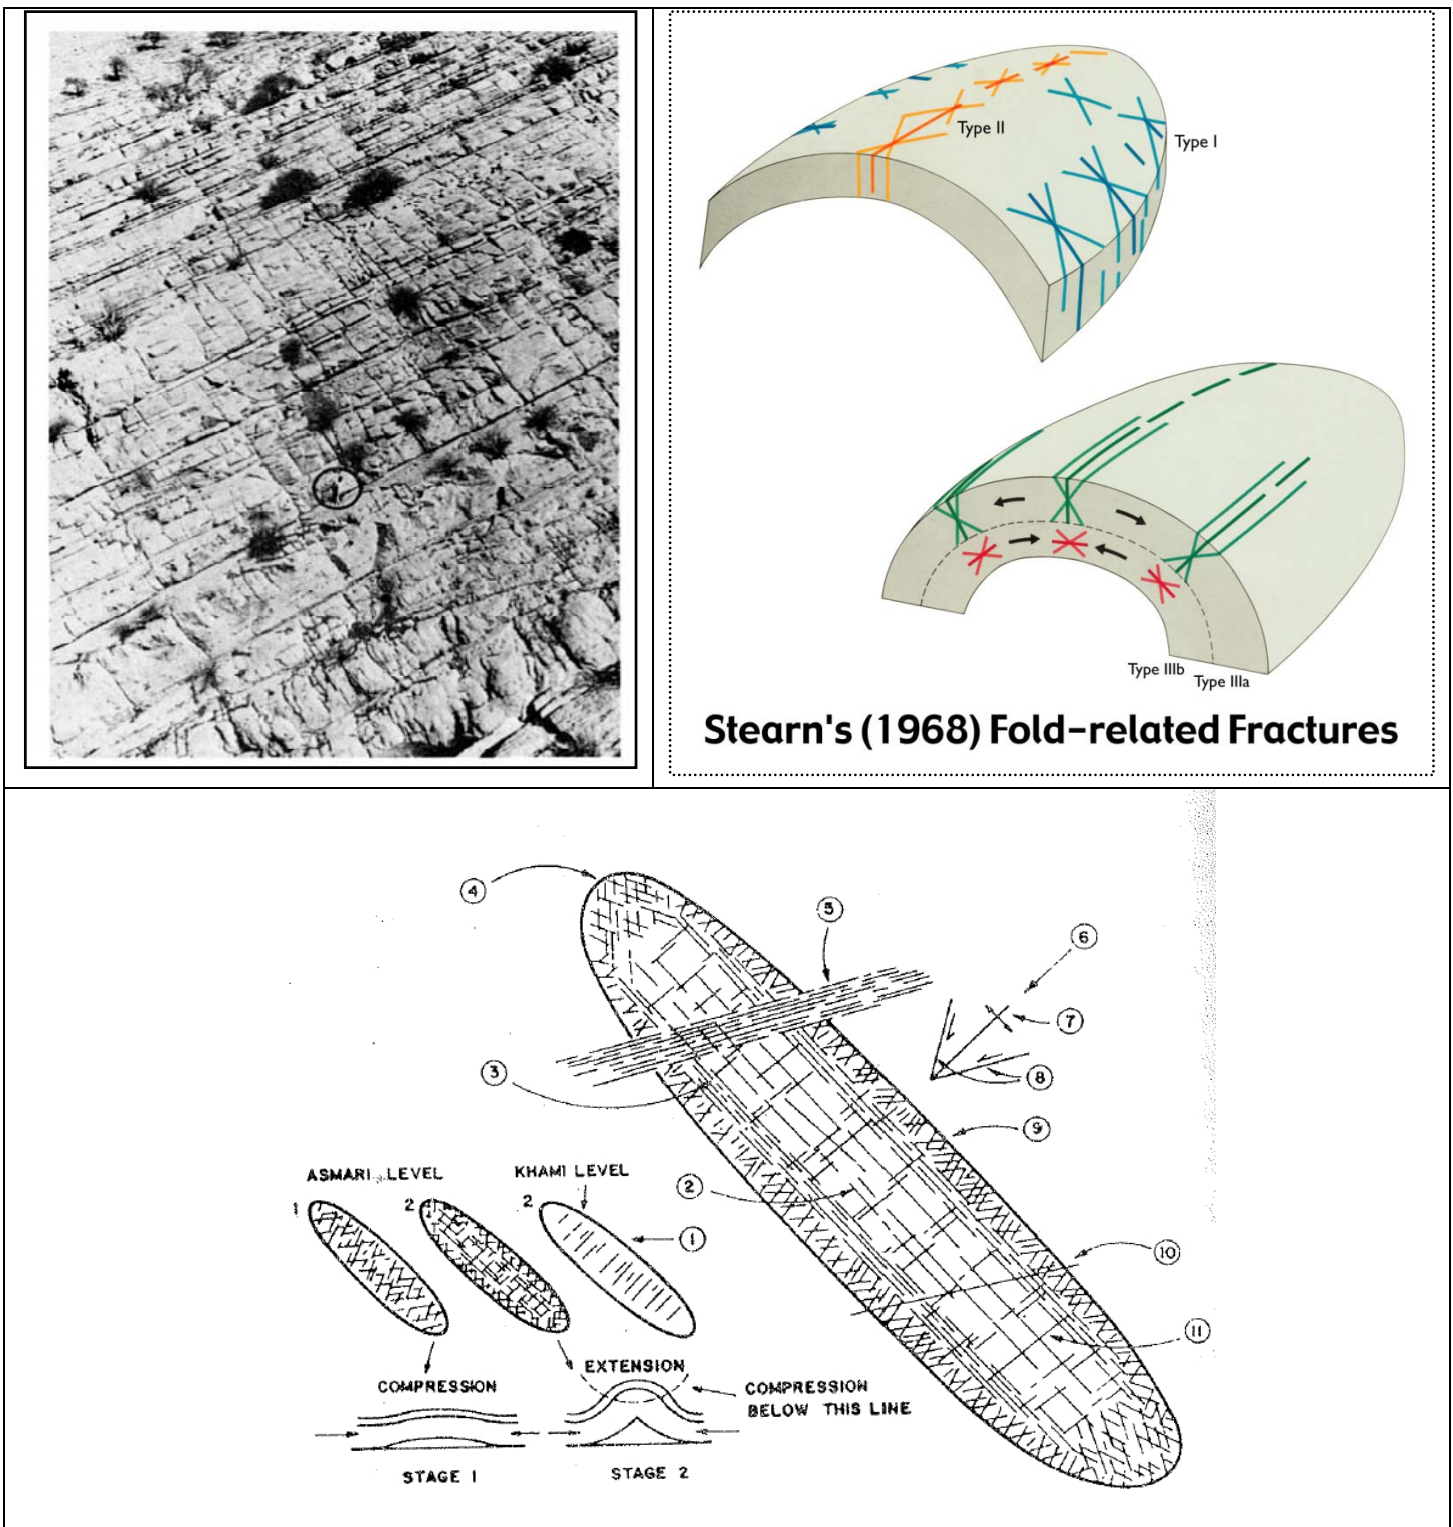 Type II
Type I
Type IIIb
Type IIIa
Stearn's (1968) Fold-related Fractures
4
5
6
7
3
8
9
ASMARI LEVEL
KHAMI LEVEL
2
1
2
2
1
10
11
EXTENSION
COMPRESSION
COMPRESSION
BELOW THIS LINE
STAGE 1
STAGE 2